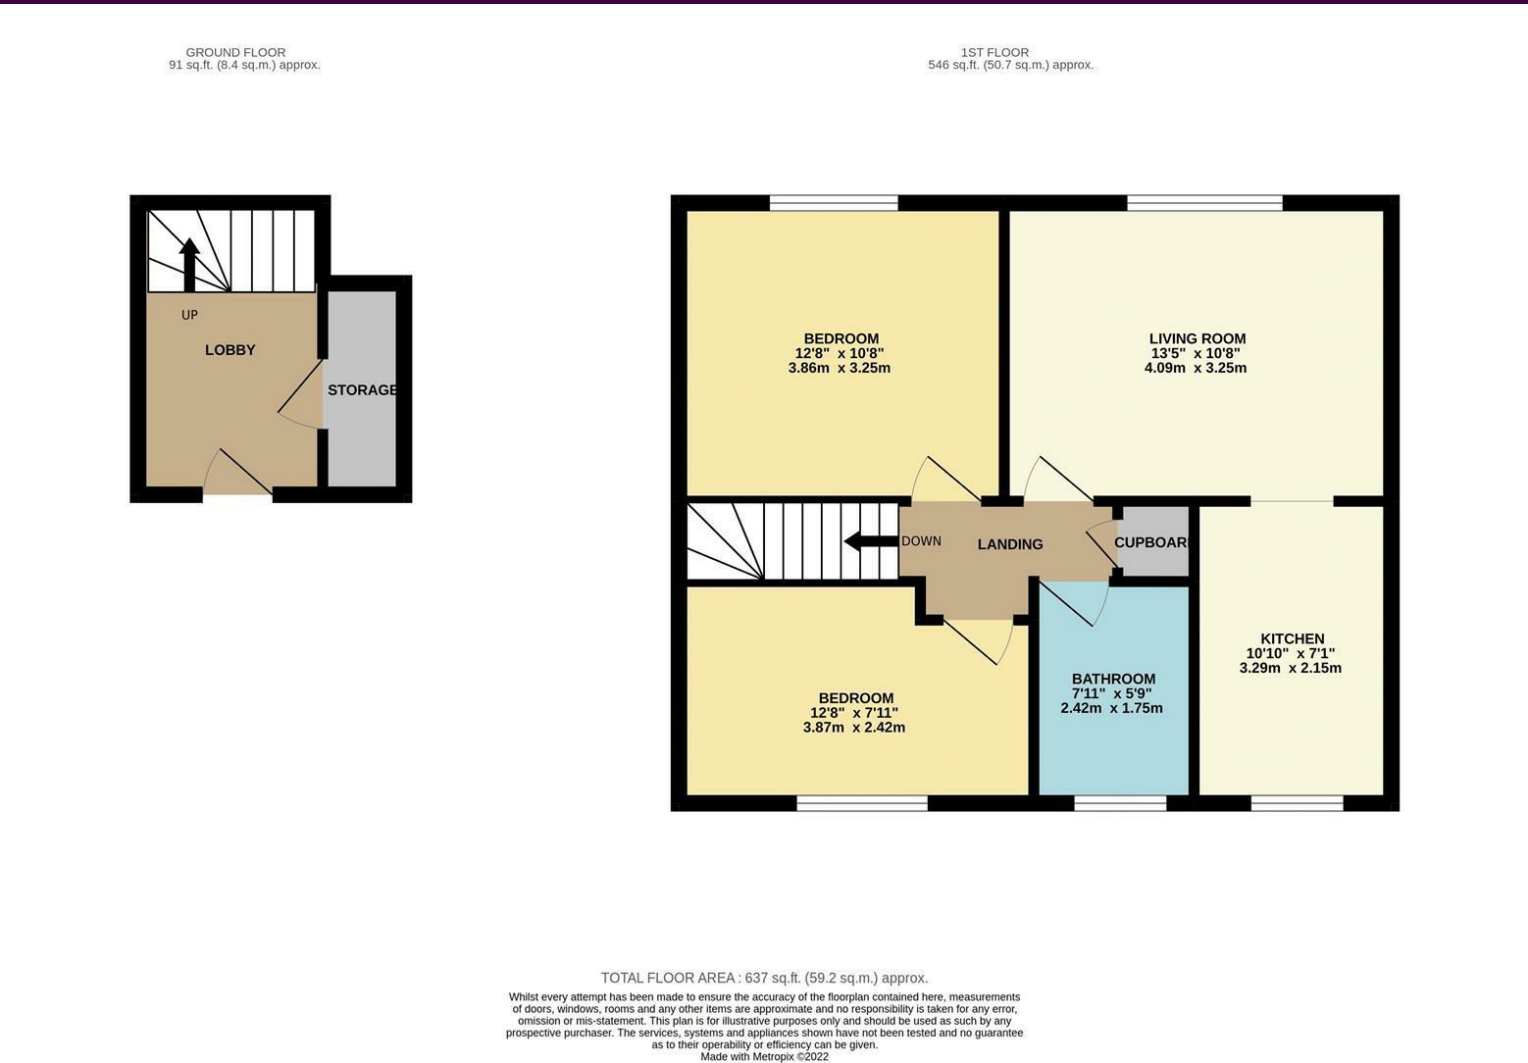 GROUND FLOOR
91 sq.ft. (8.4 sq.m.) approx.
1ST FLOOR
546 sq.ft. (50.7 sq.m.) approx.
UP
LOBBY
STORAGE
BEDROOM
12'8" x 10'8"
3.86m x 3.25m
LIVING ROOM
13'5" x 10'8"
4.09m x 3.25m
DOWN
LANDING
CUPBOARD
BEDROOM
12'8" x 7'11"
3.87m x 2.42m
BATHROOM
7'11" x 5'9"
2.42m x 1.75m
KITCHEN
10'10" x 7'1"
3.29m x 2.15m
TOTAL FLOOR AREA : 637 sq.ft. (59.2 sq.m.) approx.
Whilst every attempt has been made to ensure the accuracy of the floorplan contained here, measurements
of doors, windows, rooms and any other items are approximate and no responsibility is taken for any error,
omission or mis-statement. This plan is for illustrative purposes only and should be used as such by any
prospective purchaser. The services, systems and appliances shown have not been tested and no guarantee
as to their operability or efficiency can be given.
Made with Metropix ©2022